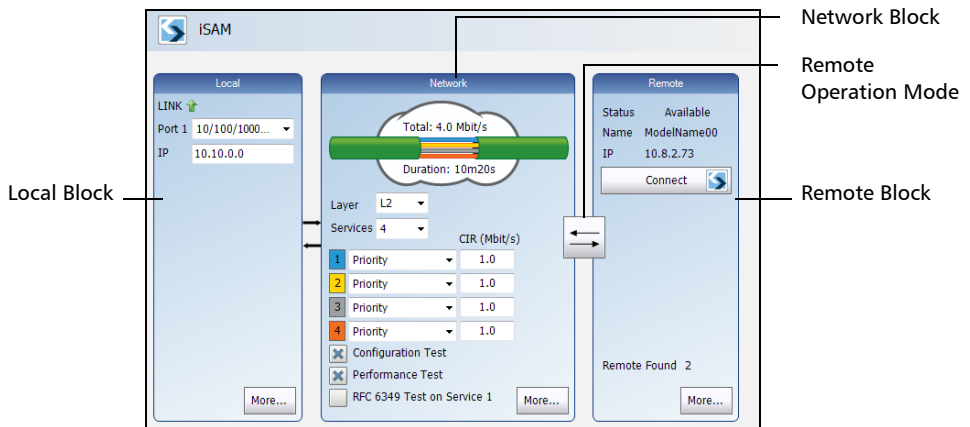 iSAM
Network Block
Remote
Operation Mode
Local Block
Remote Block
Local
LINK
Port 1 10/100/1000...
IP 10.10.0.0
More...
Network
Total: 4.0 Mbit/s
Duration: 10m20s
Layer L2
Services 4
CIR (Mbit/s)
1 Priority 1.0
2 Priority 1.0
3 Priority 1.0
4 Priority 1.0
Configuration Test
Performance Test
RFC 6349 Test on Service 1
More...
Remote
Status Available
Name ModelName00
IP 10.8.2.73
Connect
Remote Found 2
More...